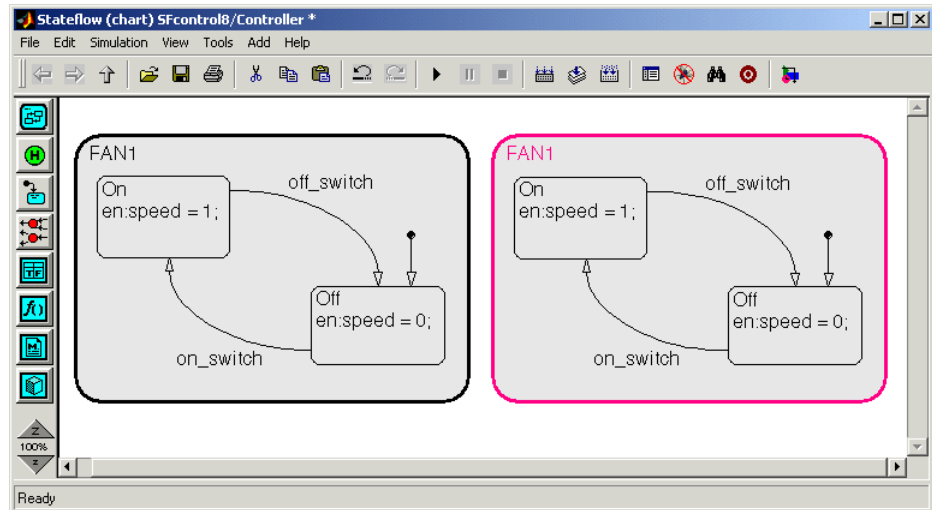 Stateflow (chart) SFcontrol8/Controller *
File Edit Simulation View Tools Add Help
FAN1
On
en:speed = 1;
off_switch
Off
en:speed = 0;
on_switch
FAN1
On
en:speed = 1;
off_switch
Off
en:speed = 0;
on_switch
H
TF
f()
M
Z
100%
z
Ready